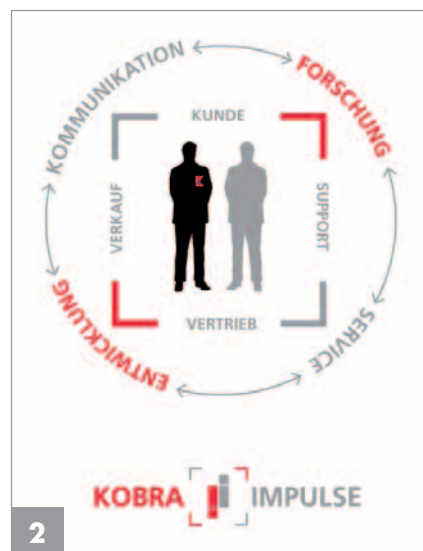 KOMMUNIKATION
FORSCHUNG
KUNDE
VERKAUF
SUPPORT
VERTRIEB
ENTWICKLUNG
SERVICE
KOBRA IMPULSE
2